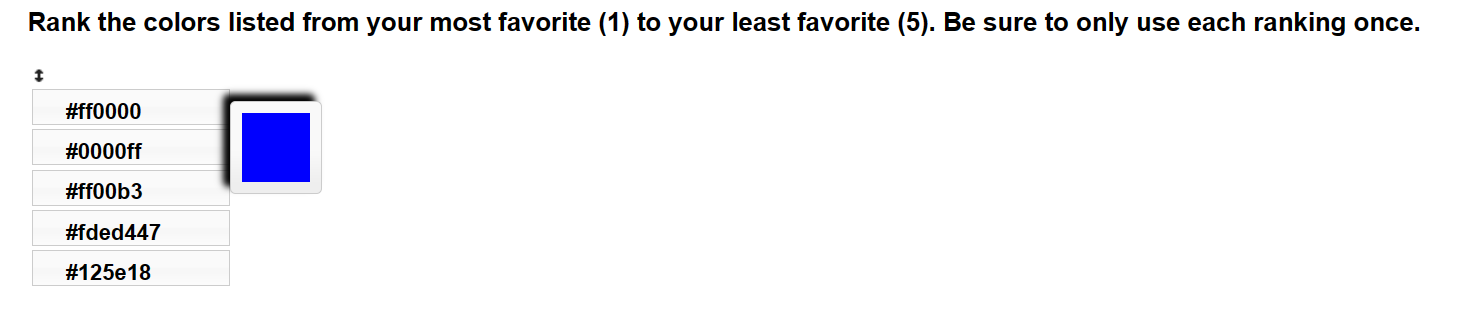 Rank the colors listed from your most favorite (1) to your least favorite (5). Be sure to only use each ranking once.
#ff0000
#0000ff
#ff00b3
#fded447
#125e18